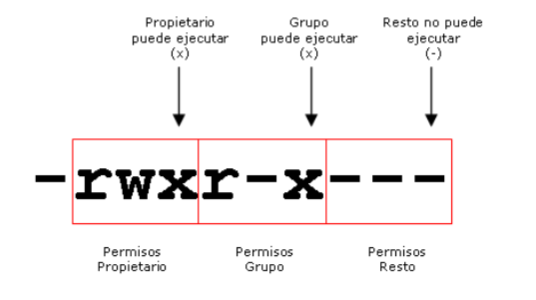 Propietario
puede ejecutar
(x)
Grupo
puede ejecutar
(x)
Resto no puede
ejecutar
(-)
-rwxr-x---
Permisos
Propietario
Permisos
Grupo
Permisos
Resto